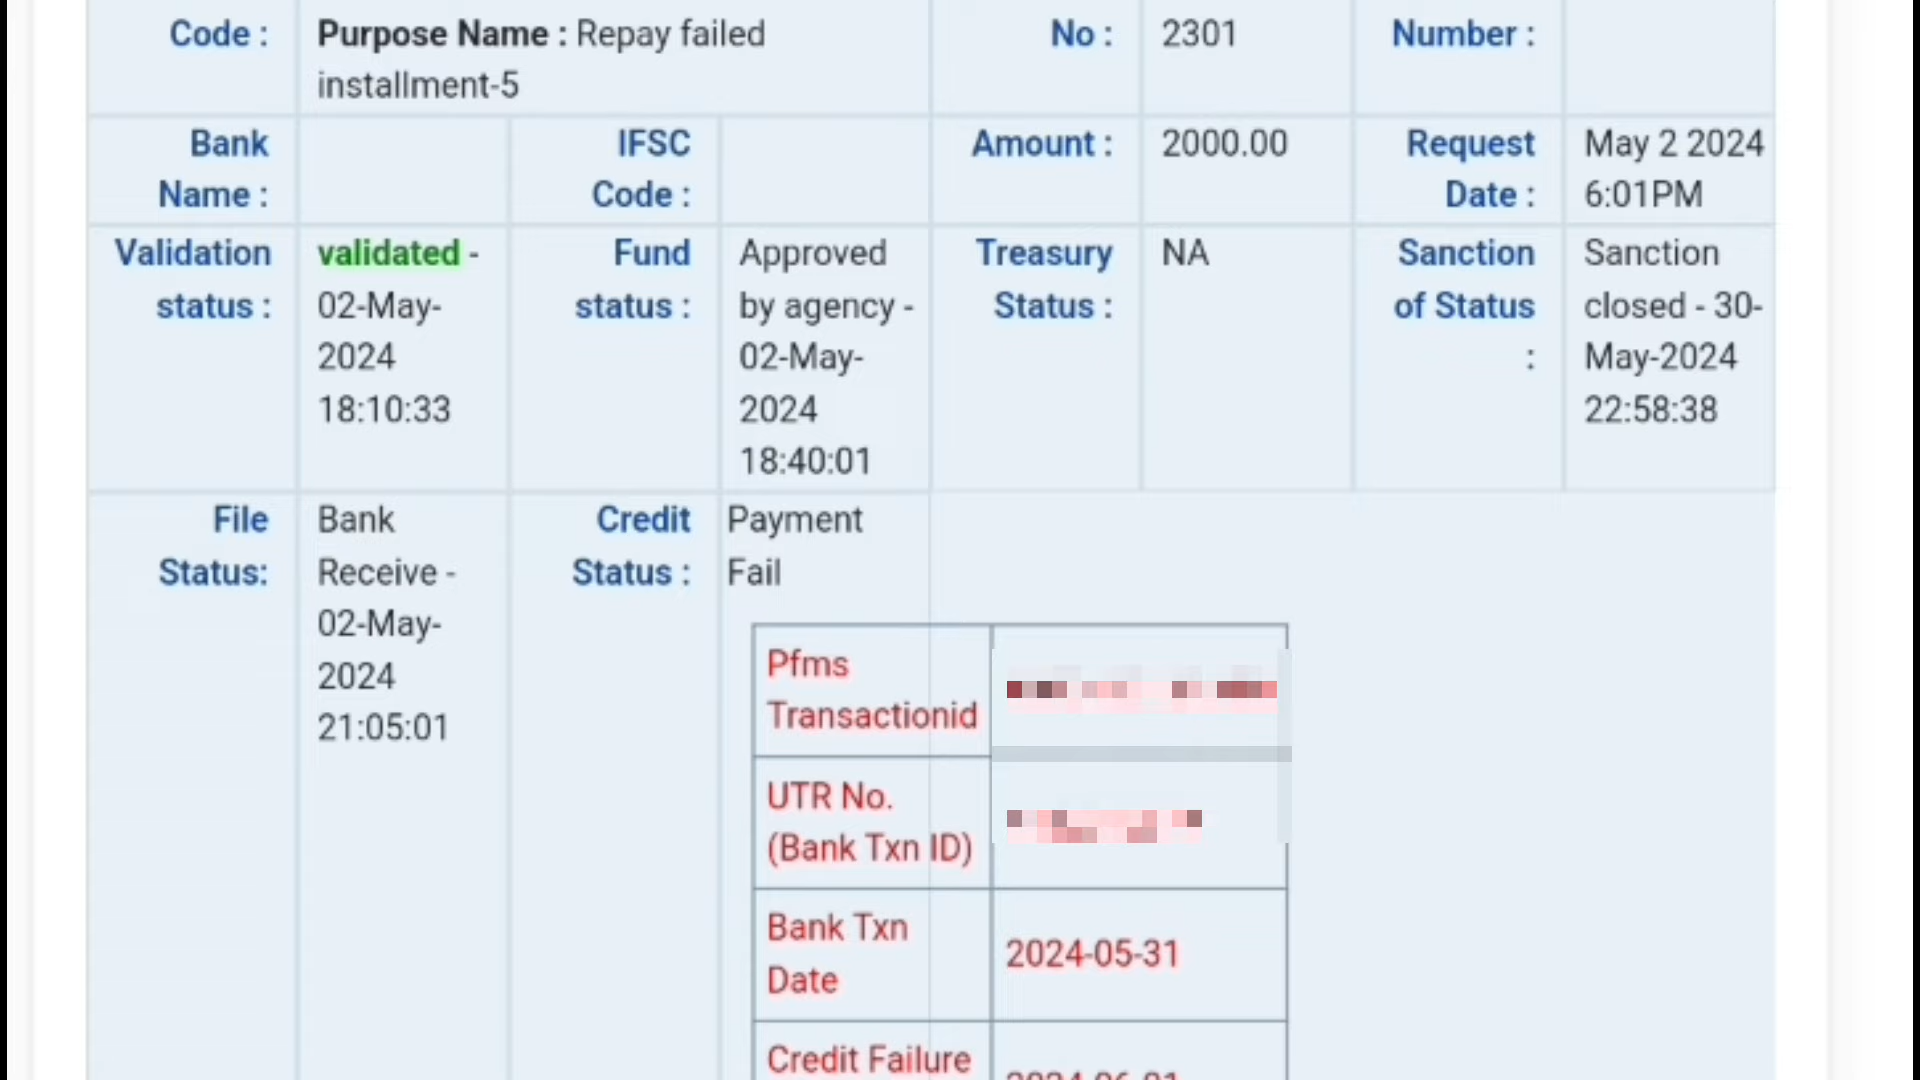 Code :
Purpose Name : Repay failed
installment-5
No :
2301
Number :
Bank
Name :
IFSC
Code :
Amount :
2000.00
Request
Date :
May 2 2024
6:01PM
Validation
status :
validated -
02-May-
2024
18:10:33
Fund
status :
Approved
by agency -
02-May-
2024
18:40:01
Treasury
Status :
NA
Sanction
of Status
:
Sanction
closed - 30-
May-2024
22:58:38
File
Status:
Bank
Receive -
02-May-
2024
21:05:01
Credit
Status :
Payment
Fail
Pfms
Transactionid
UTR No.
(Bank Txn ID)
Bank Txn
Date
2024-05-31
Credit Failure